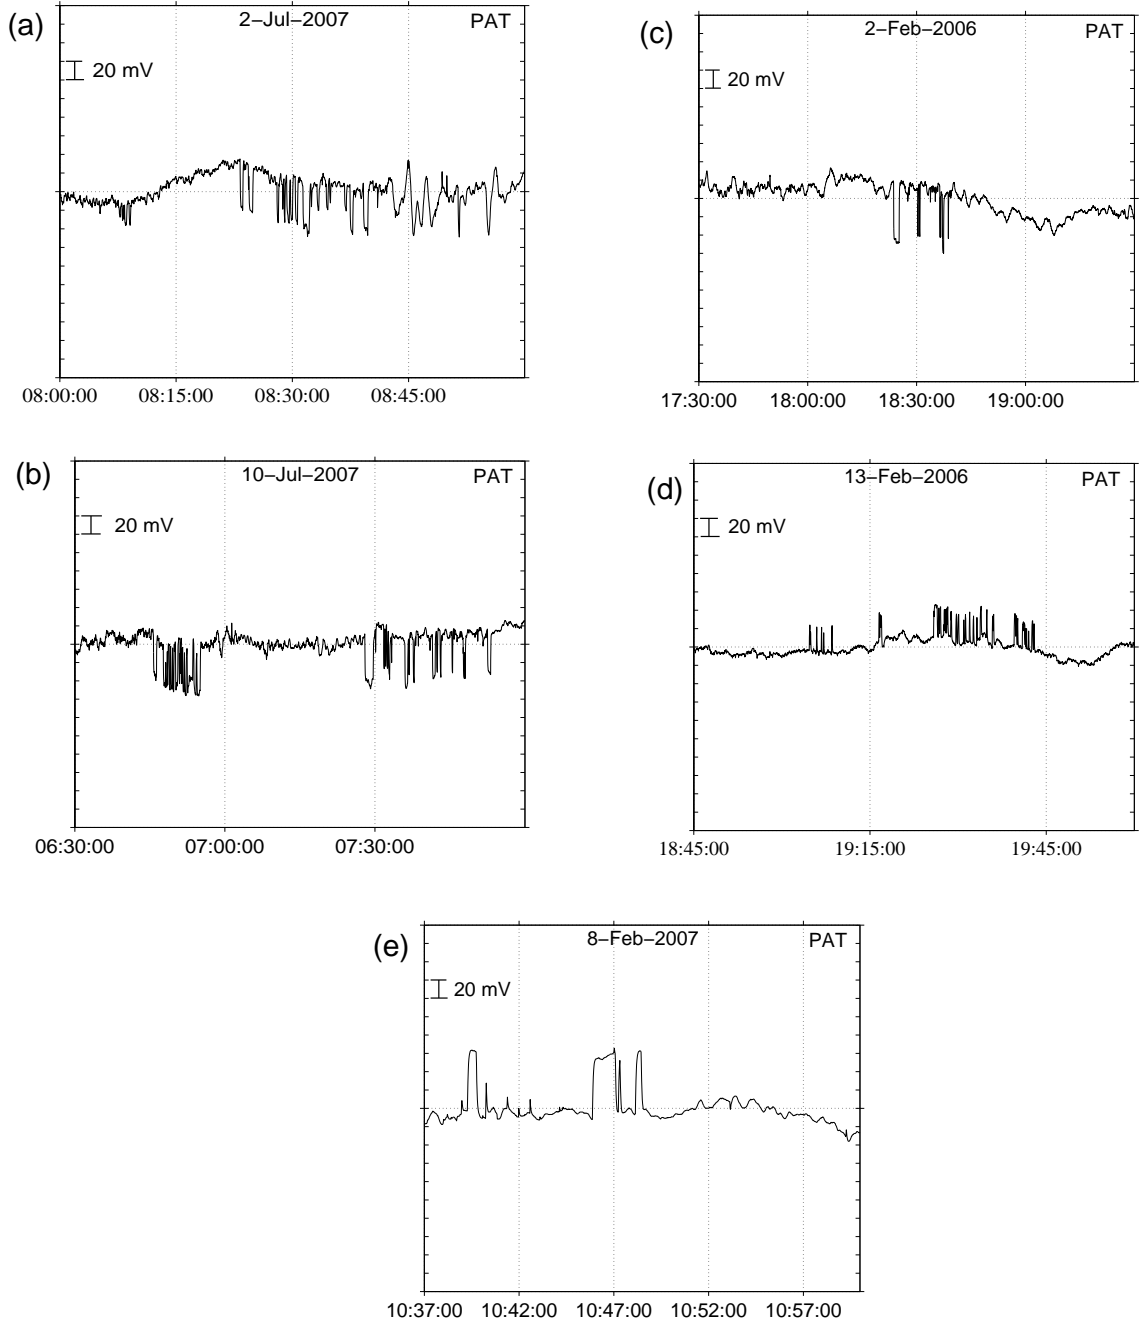 (a) 2–Jul–2007 PAT
20 mV
08:00:00 08:15:00 08:30:00 08:45:00
(c) 2–Feb–2006 PAT
20 mV
17:30:00 18:00:00 18:30:00 19:00:00
(b) 10–Jul–2007 PAT
20 mV
06:30:00 07:00:00 07:30:00
(d) 13–Feb–2006 PAT
20 mV
18:45:00 19:15:00 19:45:00
(e) 8–Feb–2007 PAT
20 mV
10:37:00 10:42:00 10:47:00 10:52:00 10:57:00